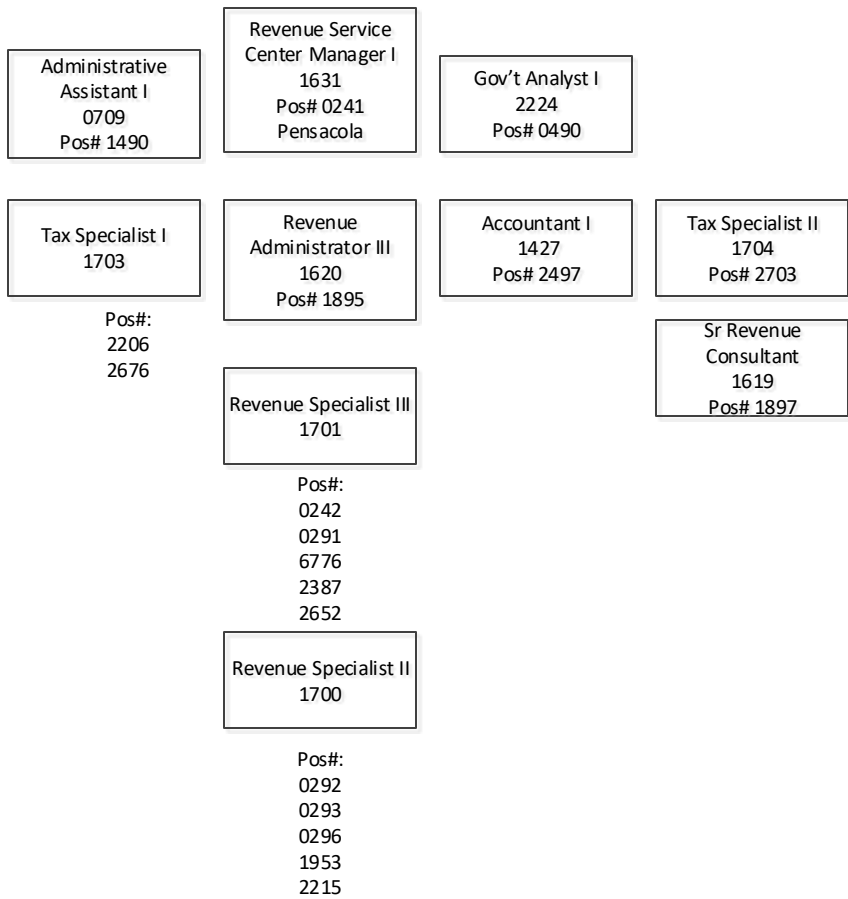 Administrative
Assistant I
0709
Pos# 1490
Revenue Service
Center Manager I
1631
Pos# 0241
Pensacola
Gov't Analyst I
2224
Pos# 0490
Tax Specialist I
1703
Pos#:
2206
2676
Revenue
Administrator III
1620
Pos# 1895
Accountant I
1427
Pos# 2497
Tax Specialist II
1704
Pos# 2703
Sr Revenue
Consultant
1619
Pos# 1897
Revenue Specialist III
1701
Pos#:
0242
0291
6776
2387
2652
Revenue Specialist II
1700
Pos#:
0292
0293
0296
1953
2215